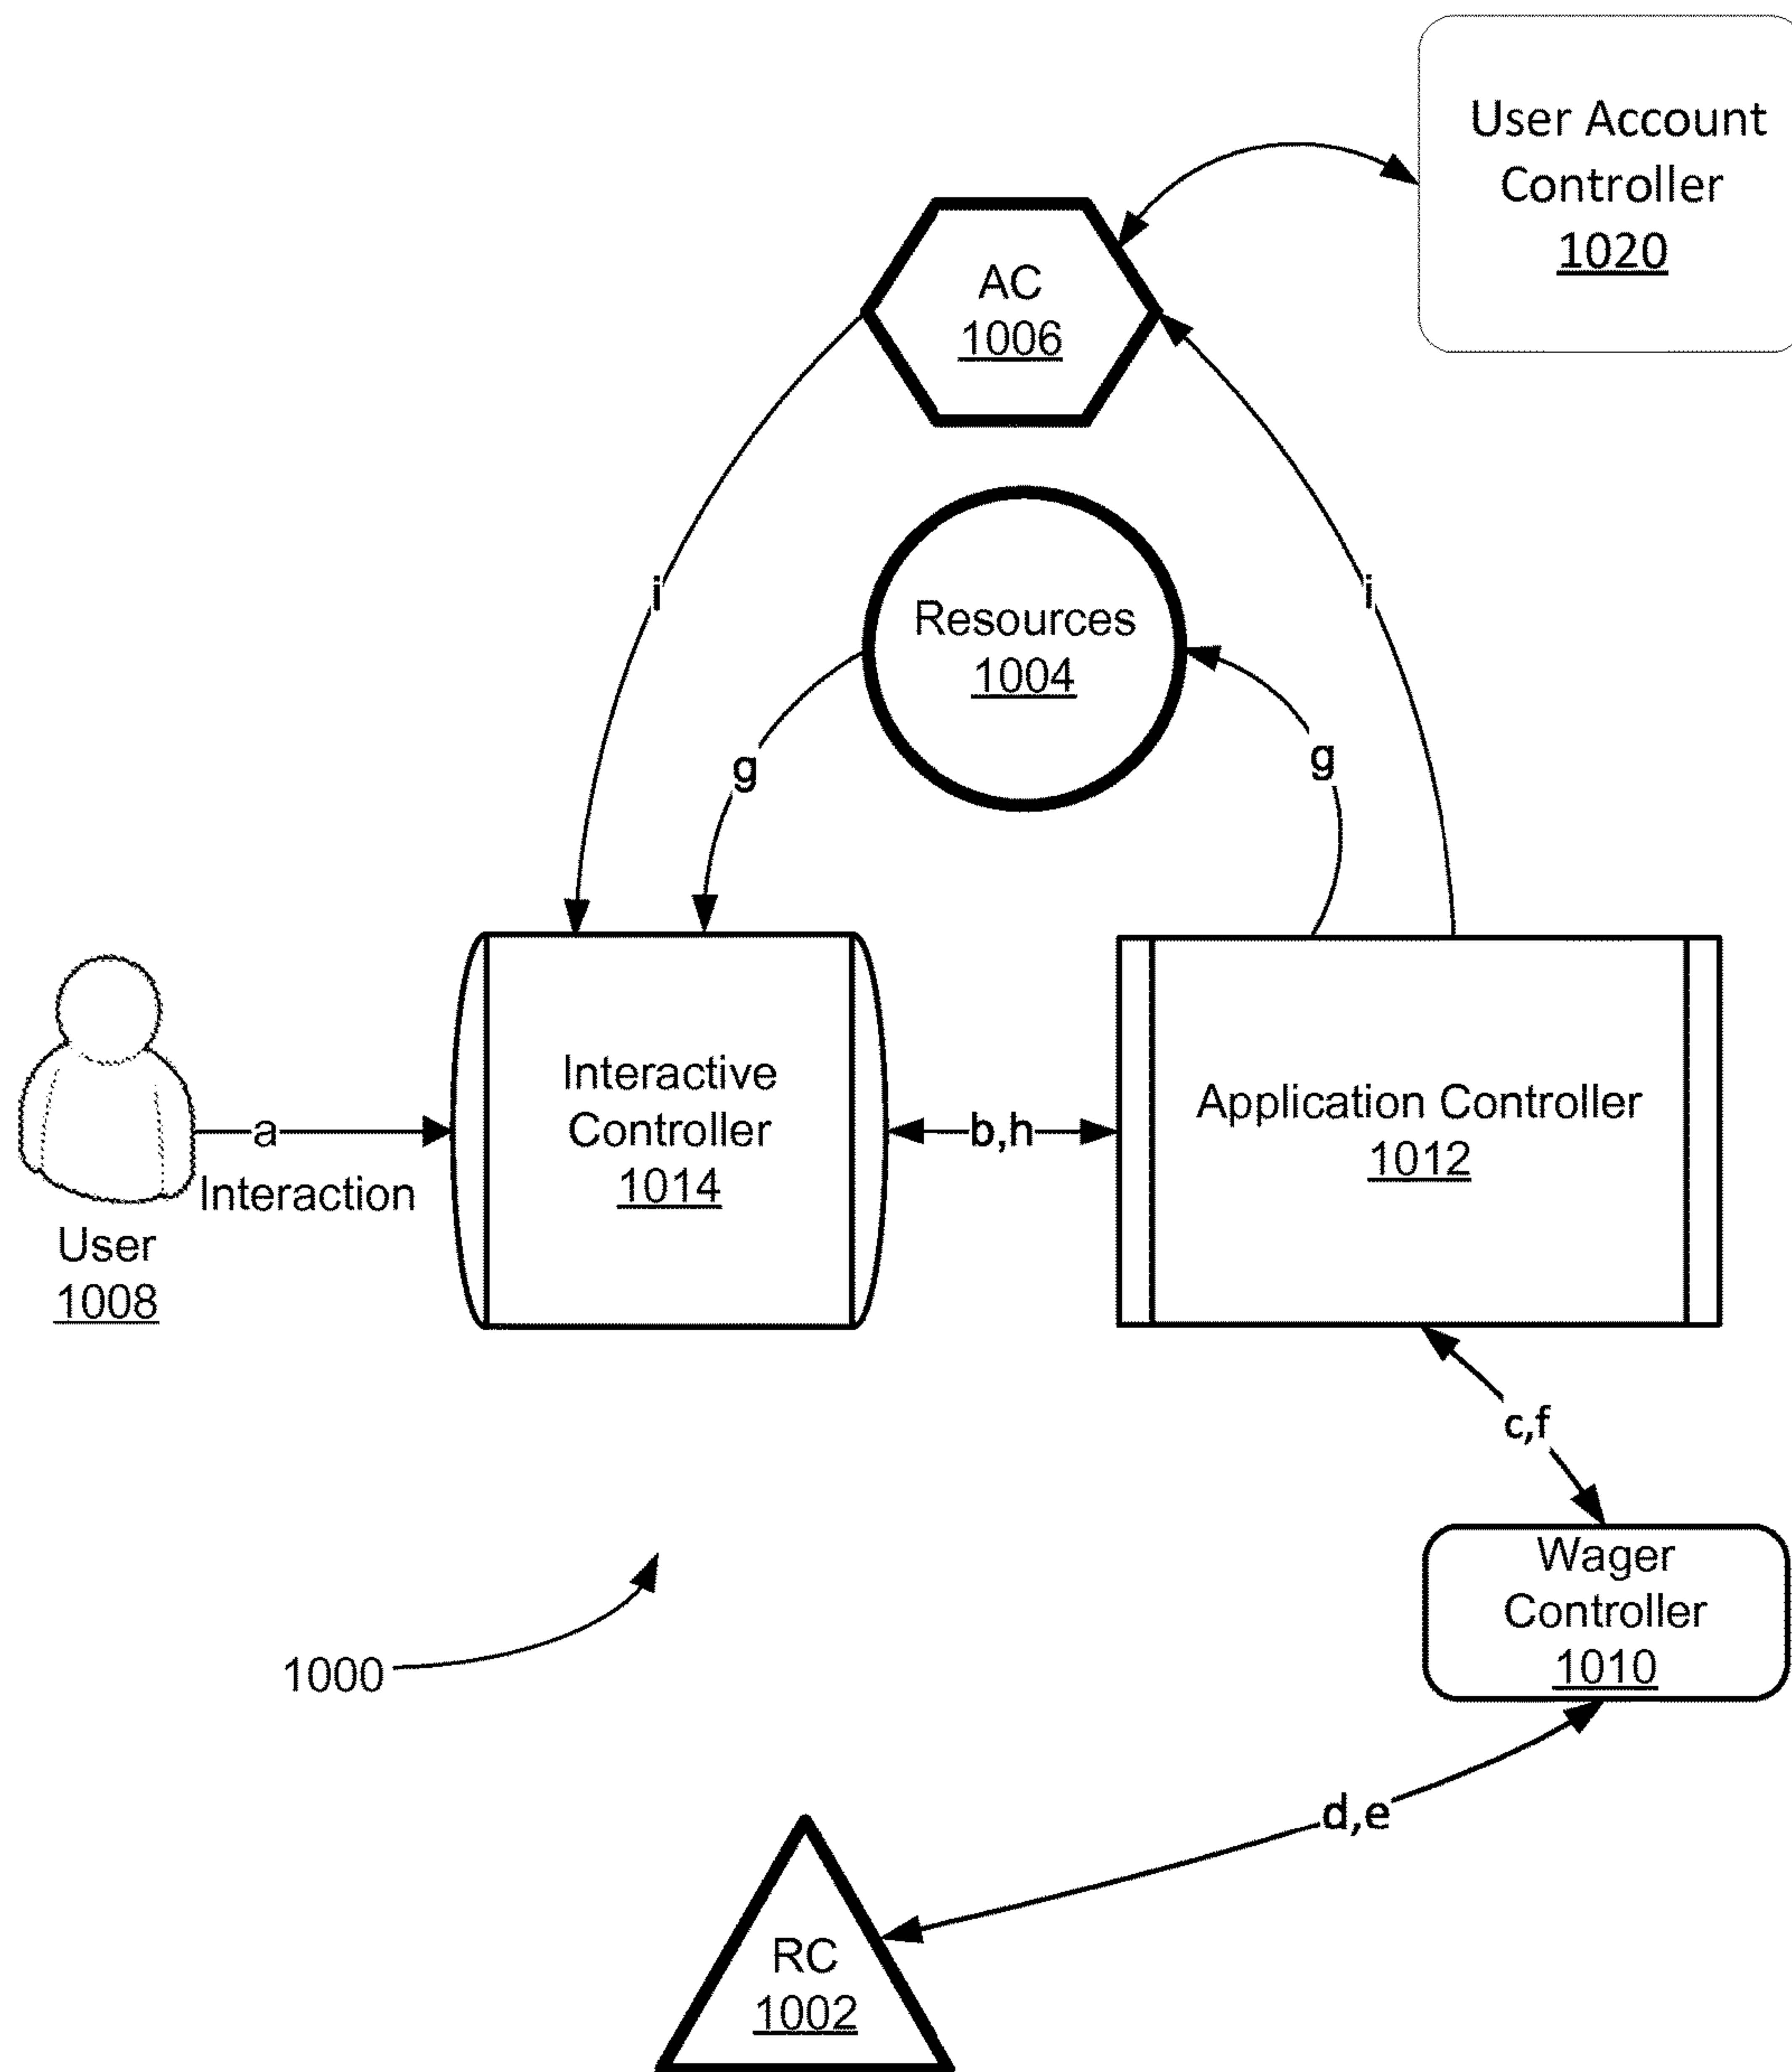 User Account
Controller
1020
AC
1006
i
i
Resources
1004
g
g
Interactive
Controller
1014
Application Controller
1012
a
Interaction
b,h
User
1008
c,f
Wager
Controller
1010
1000
d,e
RC
1002